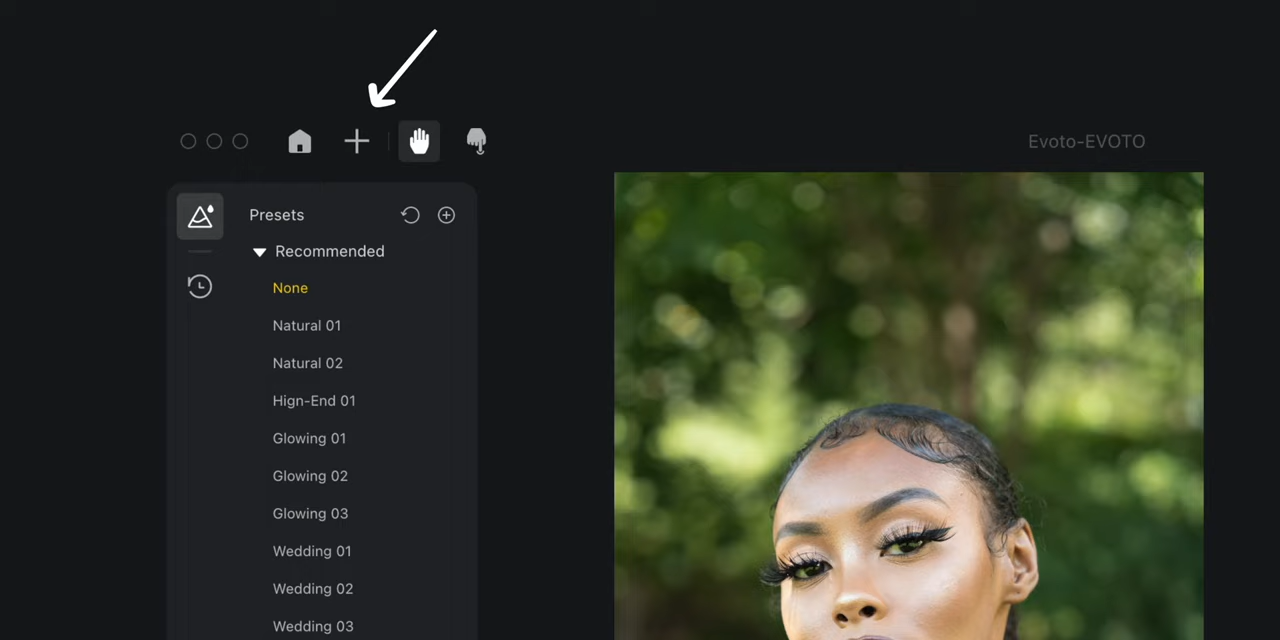 Evoto-EVOTO
Presets
Recommended
None
Natural 01
Natural 02
Hign-End 01
Glowing 01
Glowing 02
Glowing 03
Wedding 01
Wedding 02
Wedding 03